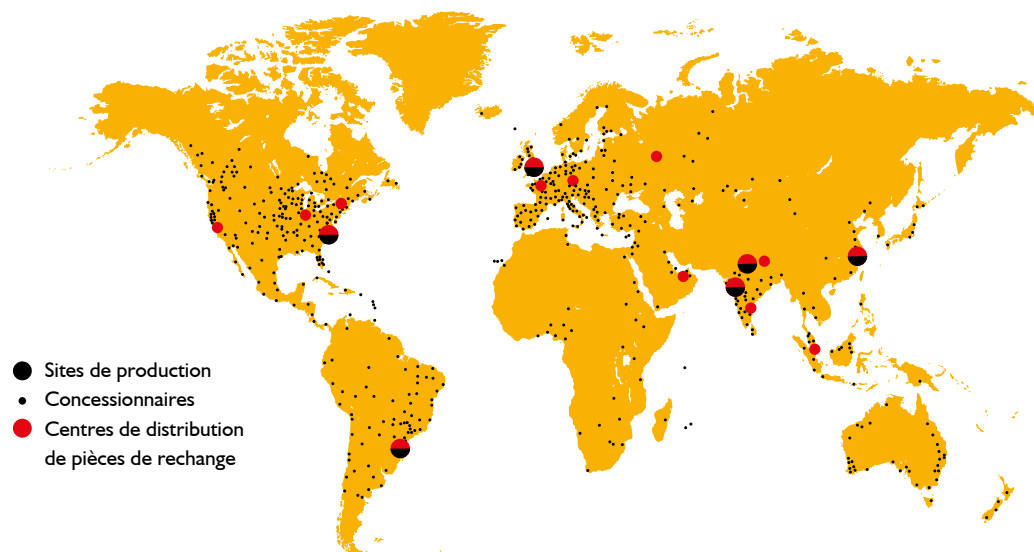 Sites de production
Concessionnaires
Centres de distribution
de pièces de rechange